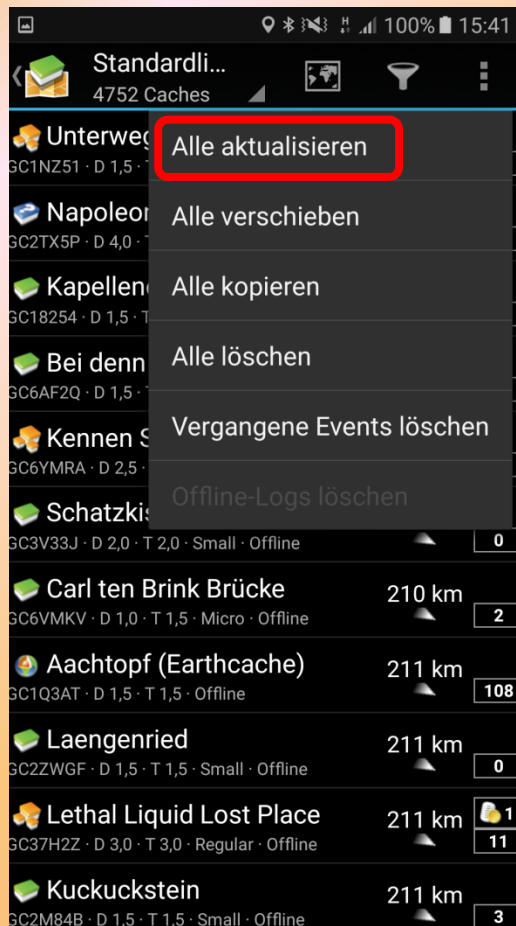 100% 15:41
Standardli...
4752 Caches
Alle aktualisieren
Alle verschieben
Alle kopieren
Alle löschen
Vergangene Events löschen
Offline-Logs löschen
Unterweg
GC1NZ51 · D 1,5 ·
Napoleon
GC2TX5P · D 4,0 ·
Kapellen
GC18254 · D 1,5 · T
Bei denn
GC6AF2Q · D 1,5 ·
Kennen S
GC6YMRA · D 2,5 ·
Schatzkis
GC3V33J · D 2,0 · T 2,0 · Small · Offline
0
Carl ten Brink Brücke 210 km
GC6VMKV · D 1,0 · T 1,5 · Micro · Offline 2
Aachtopf (Earthcache) 211 km
GC1Q3AT · D 1,5 · T 1,5 · Offline 108
Laengenried 211 km
GC2ZWGF · D 1,5 · T 1,5 · Small · Offline 0
Lethal Liquid Lost Place 211 km 1
GC37H2Z · D 3,0 · T 3,0 · Regular · Offline 11
Kuckuckstein 211 km
GC2M84B · D 1,5 · T 1,5 · Small · Offline 3